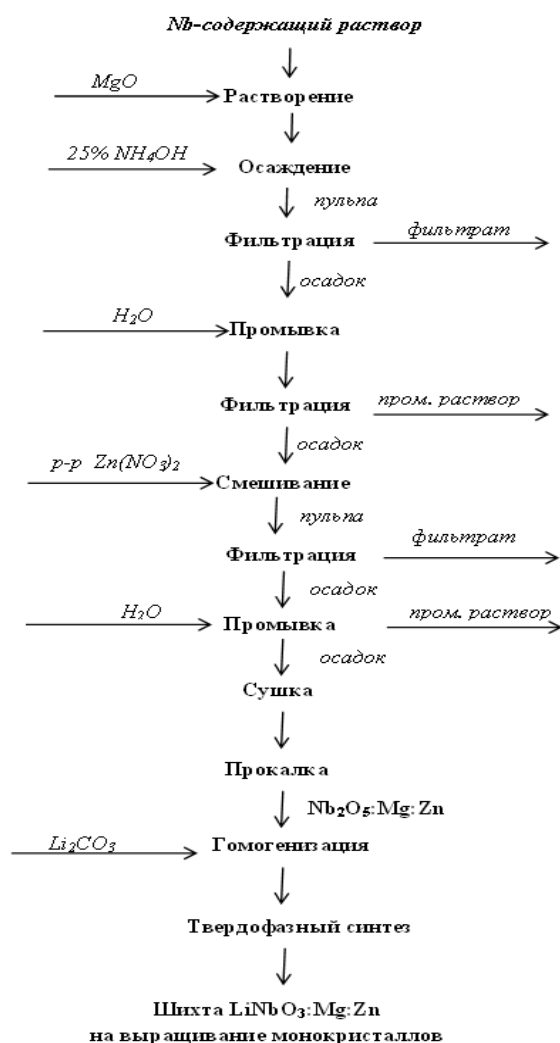 Nb-содержащий раствор
MgO
Растворение
25% NH₄OH
Осаждение
пульпа
Фильтрация
фильтрат
осадок
H₂O
Промывка
Фильтрация
пром. раствор
осадок
р-р Zn(NO₃)₂
Смешивание
пульпа
Фильтрация
фильтрат
осадок
H₂O
Промывка
пром. раствор
осадок
Сушка
Прокалка
Nb₂O₅:Mg:Zn
Li₂CO₃
Гомогенизация
Твердофазный синтез
Шихта LiNbO₃:Mg:Zn
на выращивание монокристаллов